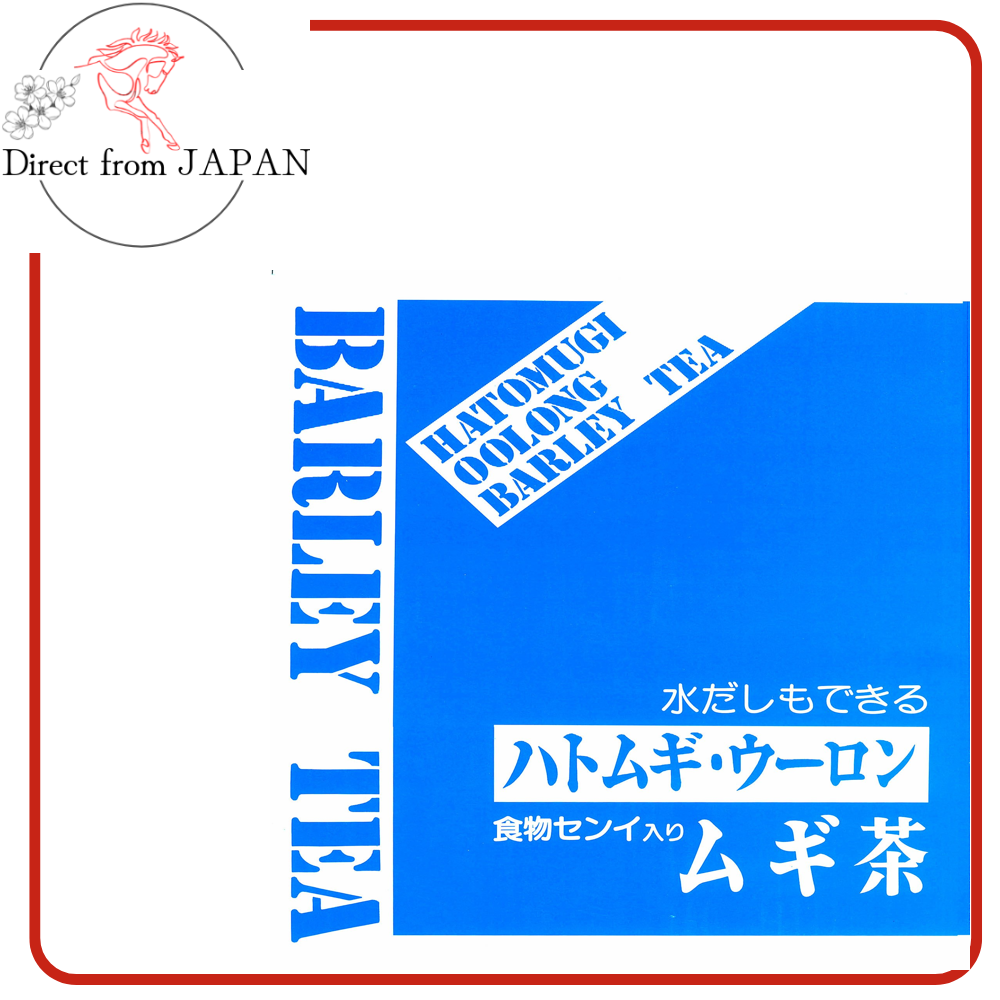 Direct from JAPAN
BARLEY TEA
HATOMUGI
OOLONG
BARLEY TEA
水だしもできる
ハトムギ・ウーロン
食物センイ入り
ムギ茶